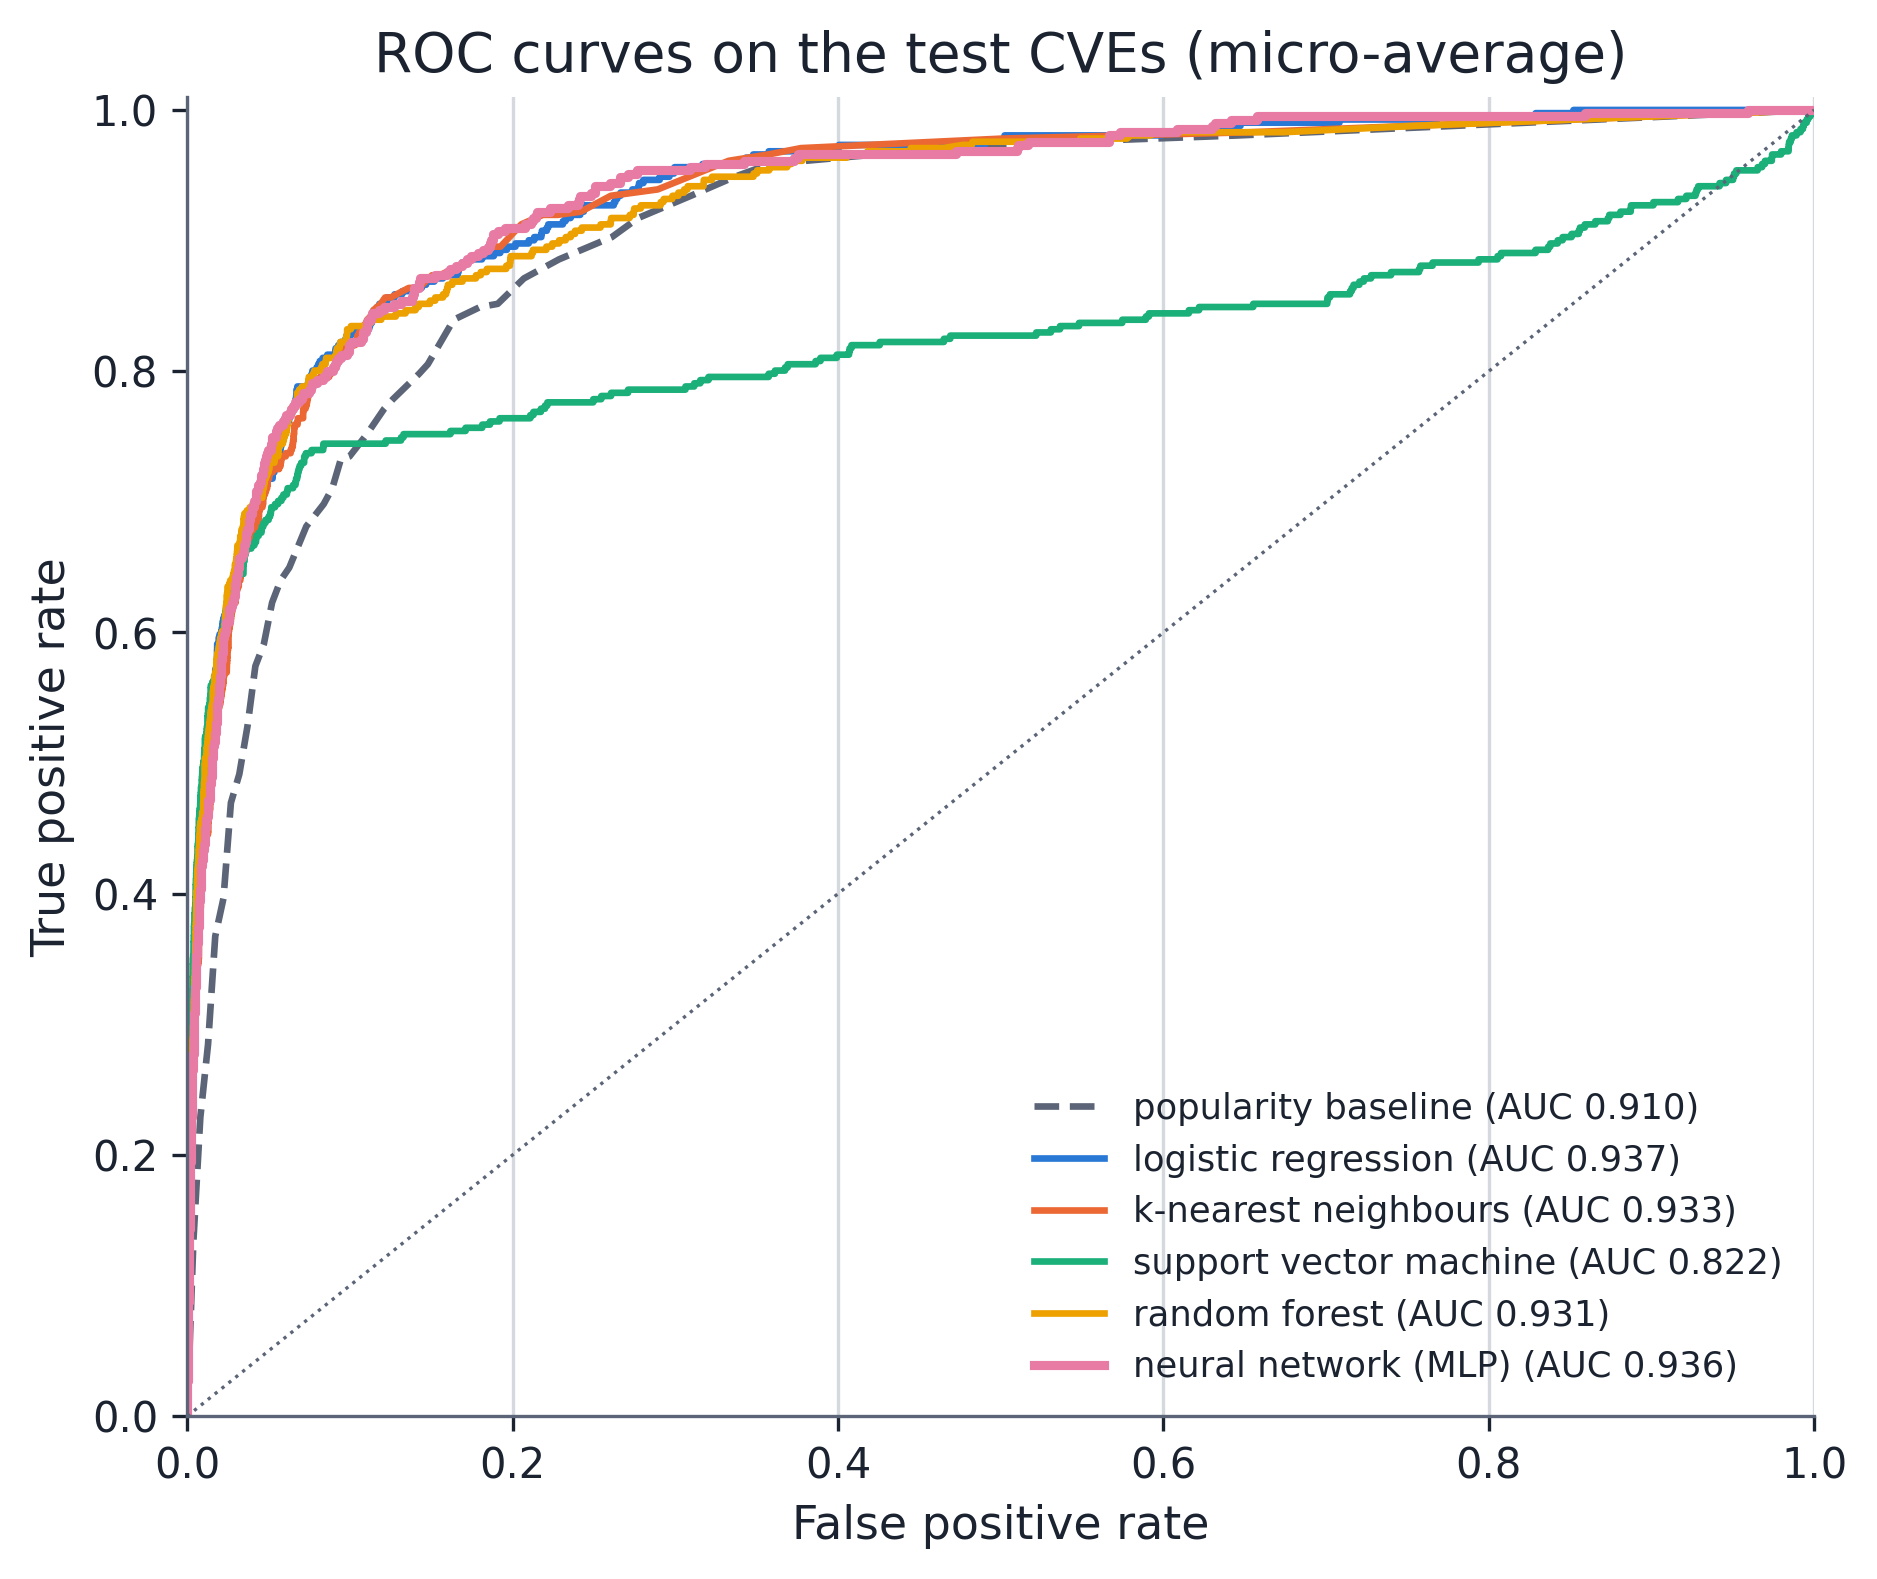 ROC curves on the test CVEs (micro-average)
True positive rate
1.0
0.8
0.6
0.4
0.2
0.0
0.0 0.2 0.4 0.6 0.8 1.0
False positive rate
popularity baseline (AUC 0.910)
logistic regression (AUC 0.937)
k-nearest neighbours (AUC 0.933)
support vector machine (AUC 0.822)
random forest (AUC 0.931)
neural network (MLP) (AUC 0.936)